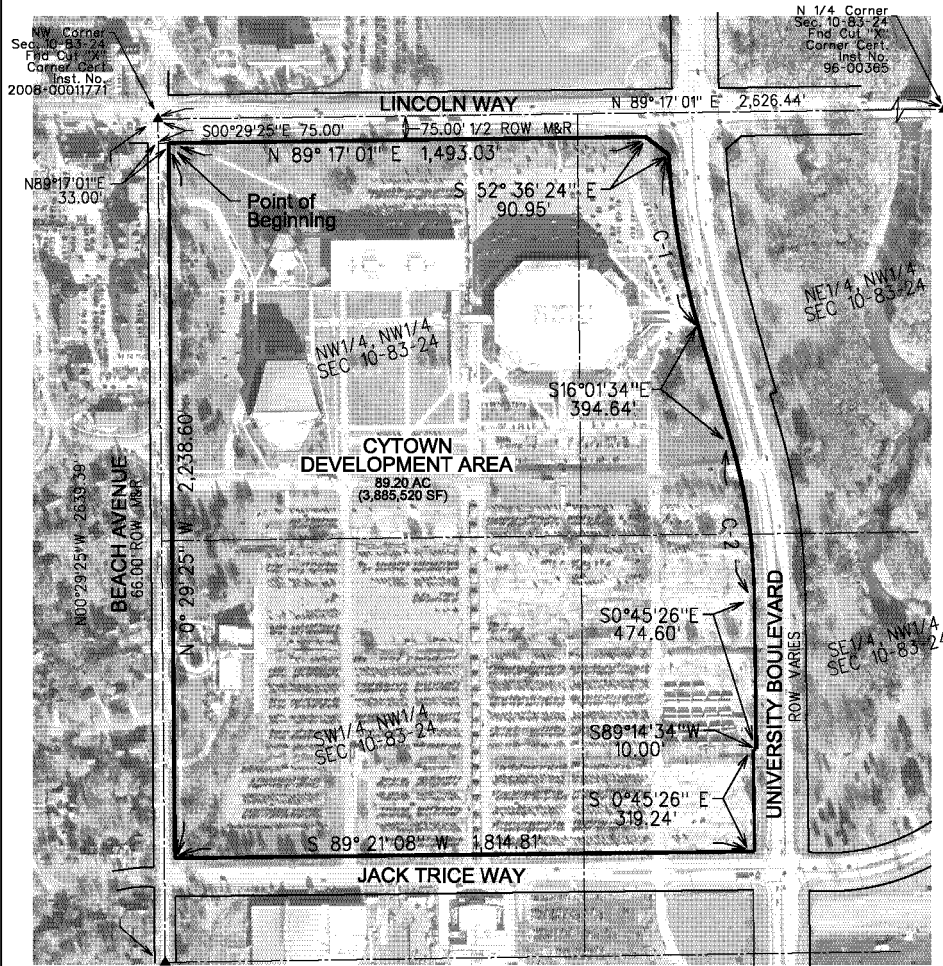 NW Corner
Sec. 10-83-24
Fnd Cut "X"
Corner Cert.
Inst. No.
2008-00011771
N 1/4 Corner
Sec. 10-83-24
Fnd Cut "X"
Corner Cert.
Inst No.
96-00365
LINCOLN WAY
N 89°-17'01" E 2,626.44'
S00°29'25"E 75.00'
75.00' 1/2 ROW M&R
N 89° 17'01" E 1,493.03'
N89°17'01"E
33.00'
Point of
Beginning
S 52° 36' 24" E
90.95'
C-1
NE1/4, NW1/4
SEC 10-83-24
NW1/4, NW1/4
SEC 10-83-24
S16°01'34"E
394.64'
CYTOWN
DEVELOPMENT AREA
89.20 AC
(3,885,520 SF)
N 0° 29'25" W 2,238.60'
N00°29'25"W 2639.39'
BEACH AVENUE
66.00 ROW M&R
C-2
S0°45'26"E
474.60'
UNIVERSITY BOULEVARD
ROW VARIES
SE1/4, NW1/4,
SEC 10-83-24
SW1/4, NW1/4
SEC 10-83-24
S89°14'34"W
10.00'
S 0°45'26" E
319.24'
S 89° 21'08" W 1,814.81'
JACK TRICE WAY